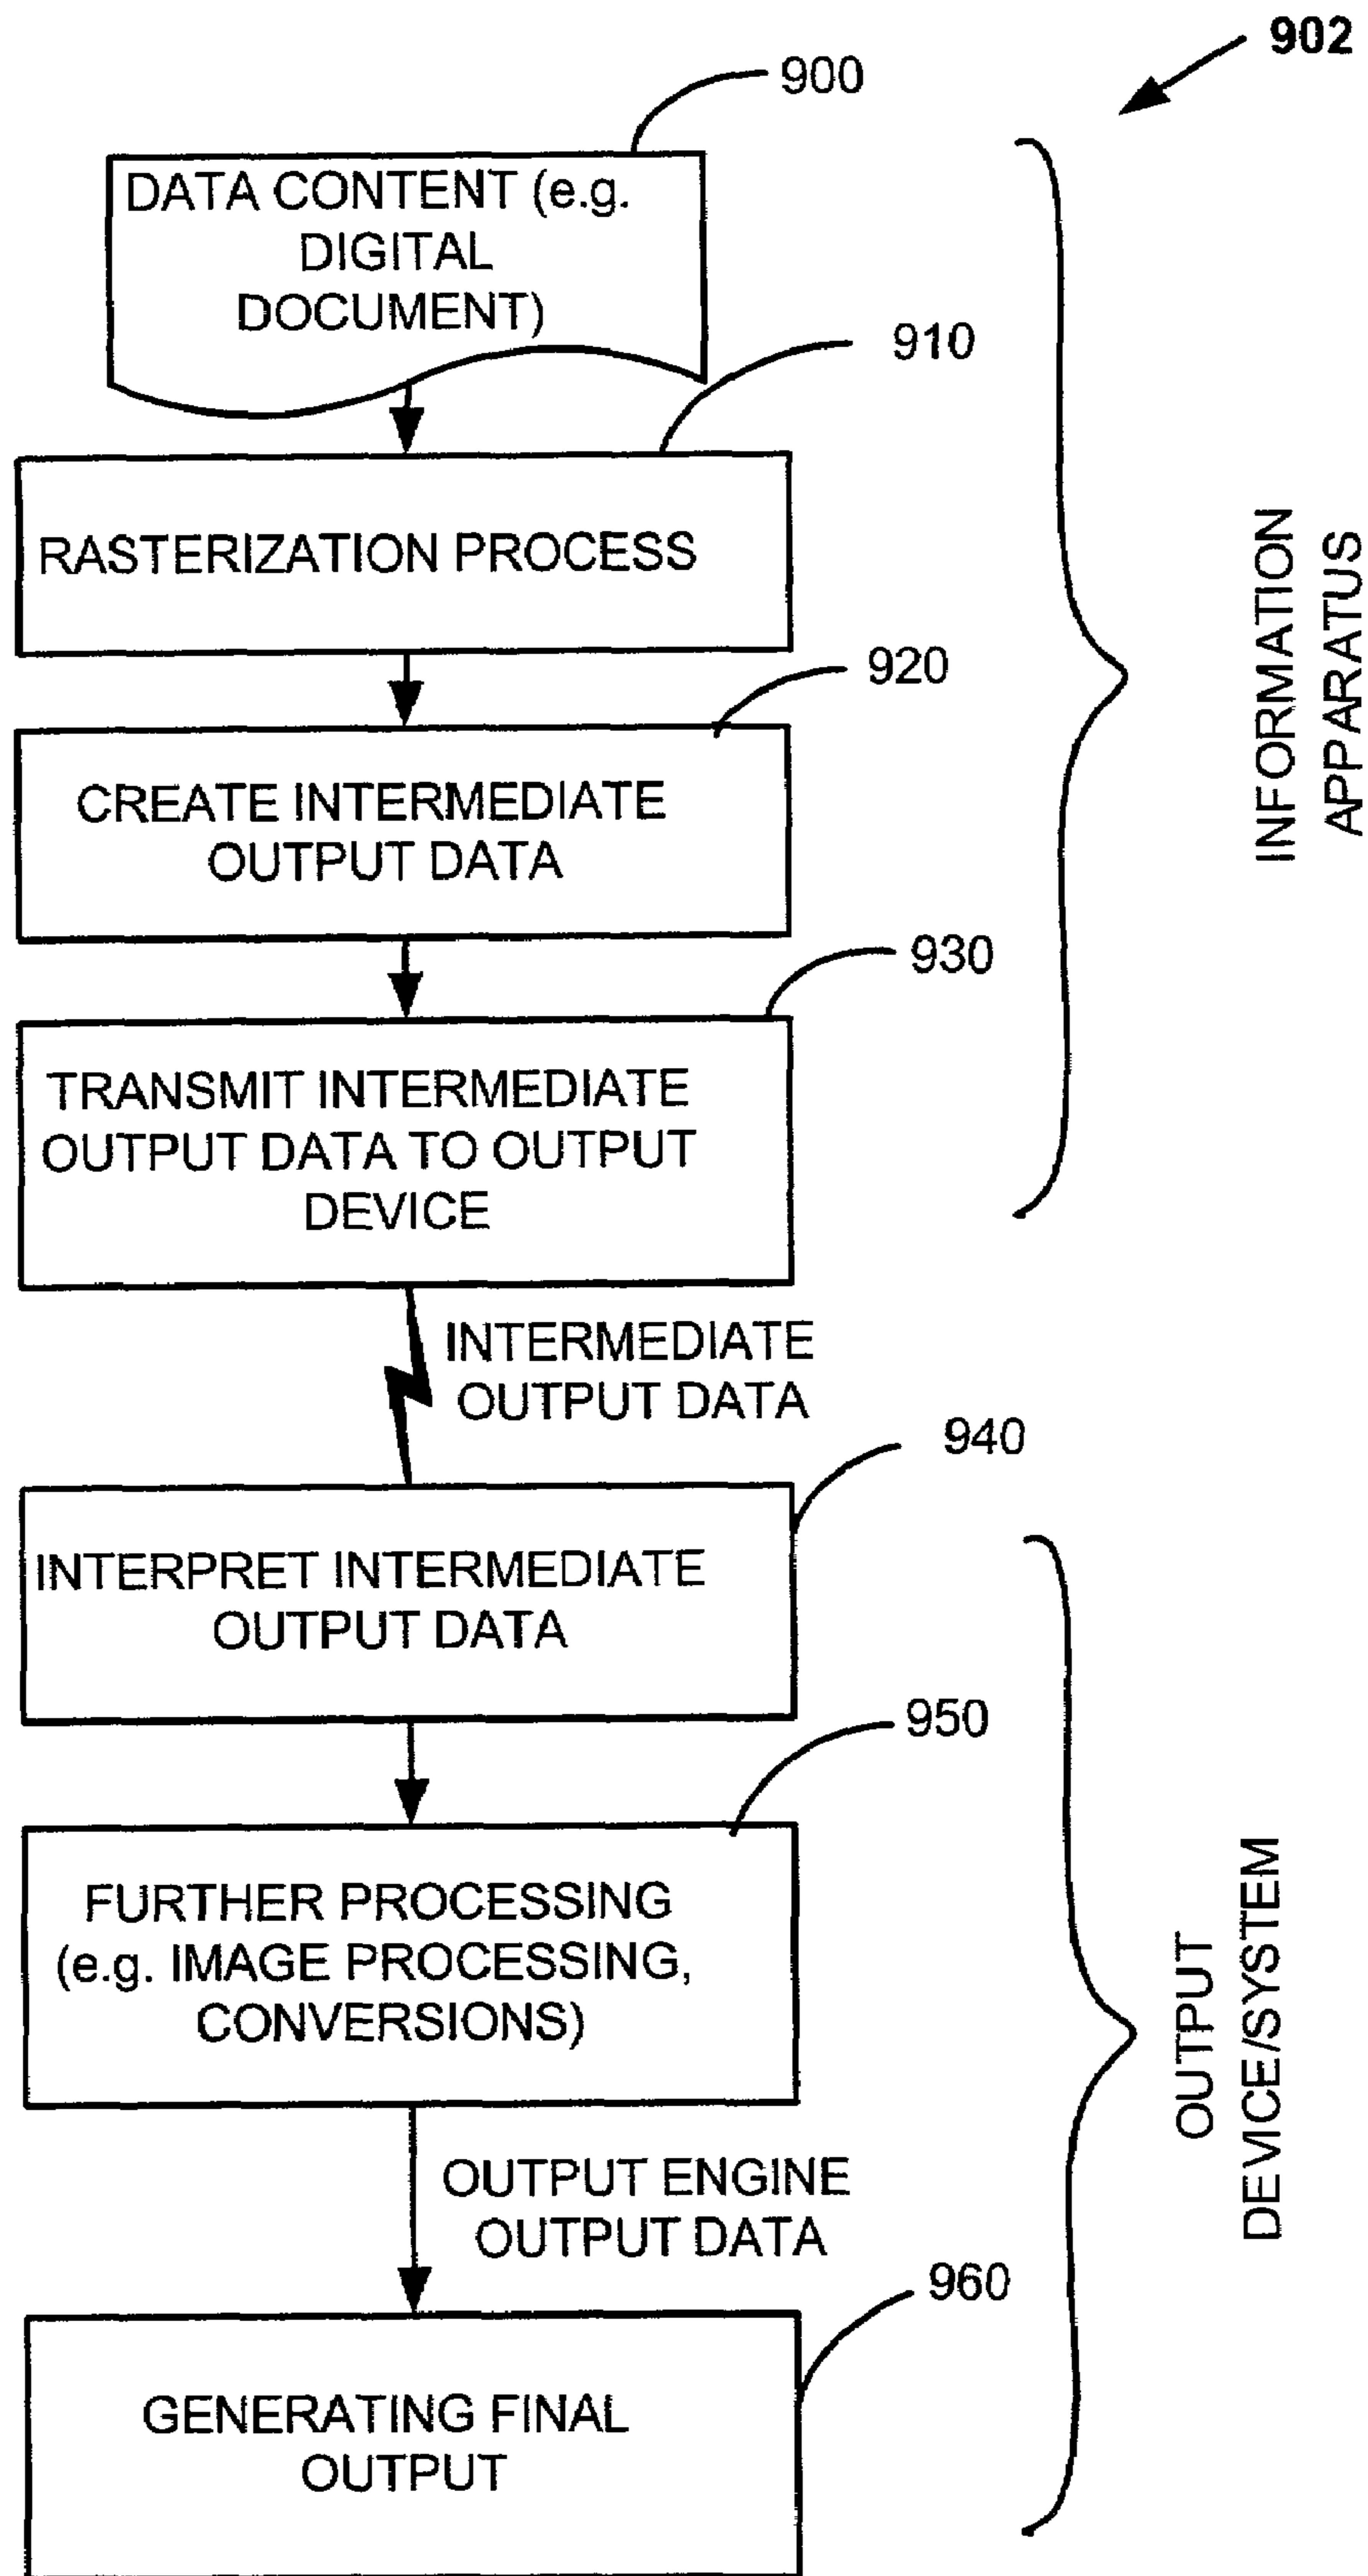 902
900
DATA CONTENT (e.g.
DIGITAL
DOCUMENT)
910
RASTERIZATION PROCESS
920
CREATE INTERMEDIATE
OUTPUT DATA
930
TRANSMIT INTERMEDIATE
OUTPUT DATA TO OUTPUT
DEVICE
INFORMATION
APPARATUS
INTERMEDIATE
OUTPUT DATA
940
INTERPRET INTERMEDIATE
OUTPUT DATA
950
FURTHER PROCESSING
(e.g. IMAGE PROCESSING,
CONVERSIONS)
OUTPUT ENGINE
OUTPUT DATA
960
GENERATING FINAL
OUTPUT
OUTPUT
DEVICE/SYSTEM